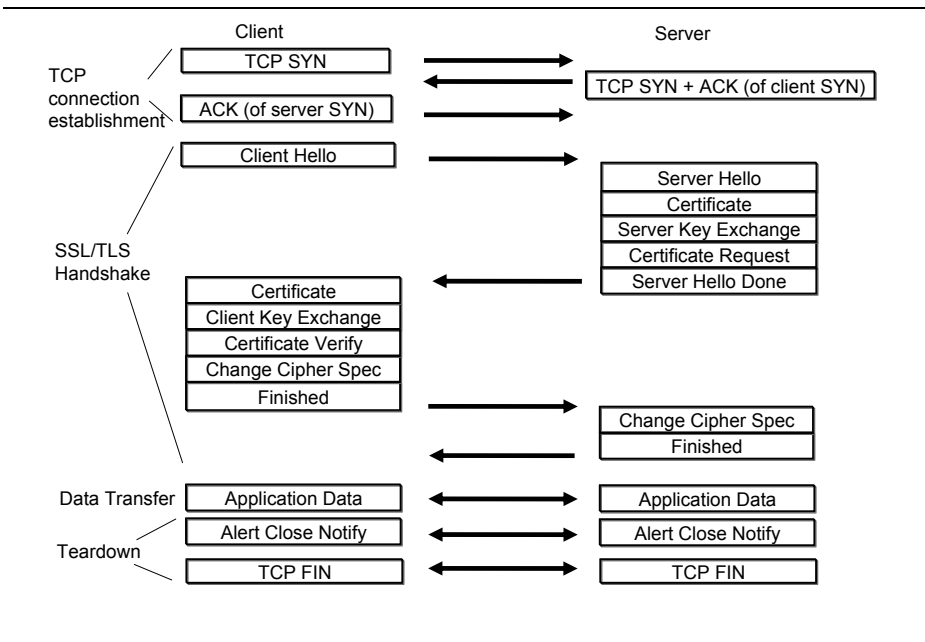 Client
Server
TCP SYN
TCP
connection
establishment
TCP SYN + ACK (of client SYN)
ACK (of server SYN)
Client Hello
Server Hello
Certificate
Server Key Exchange
Certificate Request
Server Hello Done
SSL/TLS
Handshake
Certificate
Client Key Exchange
Certificate Verify
Change Cipher Spec
Finished
Change Cipher Spec
Finished
Data Transfer
Application Data
Application Data
Teardown
Alert Close Notify
Alert Close Notify
TCP FIN
TCP FIN